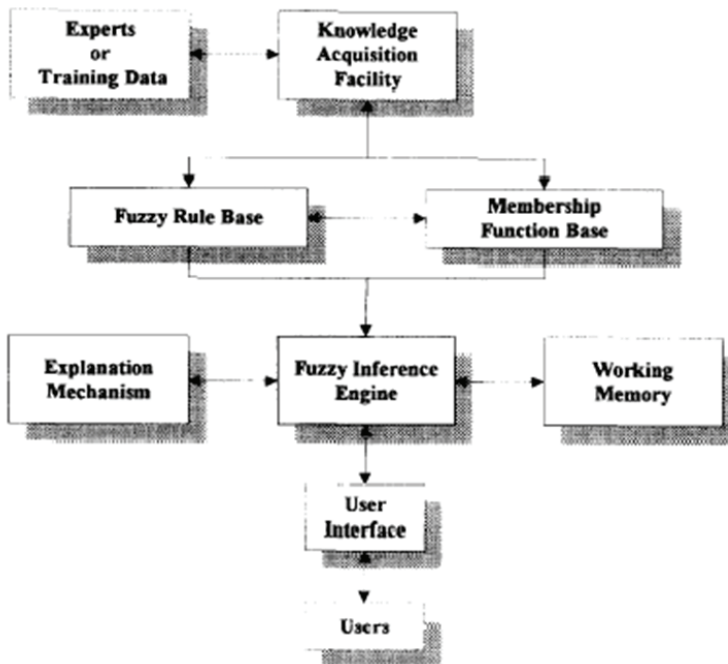 Experts
or
Training Data
Knowledge
Acquisition
Facility
Fuzzy Rule Base
Membership
Function Base
Explanation
Mechanism
Fuzzy Inference
Engine
Working
Memory
User
Interface
Users